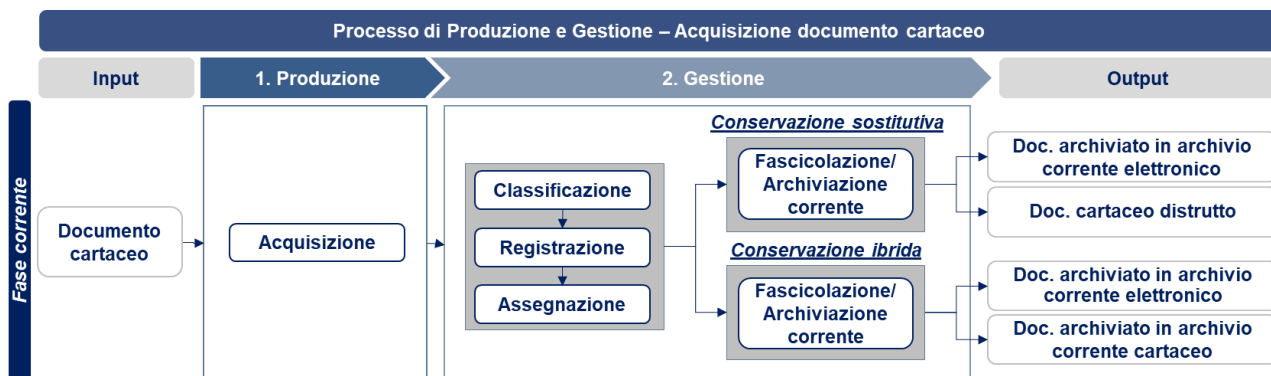 Processo di Produzione e Gestione – Acquisizione documento cartaceo
Input
1. Produzione
2. Gestione
Output
Fase corrente
Documento
cartaceo
Acquisizione
Classificazione
Registrazione
Assegnazione
Conservazione sostitutiva
Fascicolazione/
Archiviazione
corrente
Conservazione ibrida
Fascicolazione/
Archiviazione
corrente
Doc. archiviato in archivio
corrente elettronico
Doc. cartaceo distrutto
Doc. archiviato in archivio
corrente elettronico
Doc. archiviato in archivio
corrente cartaceo